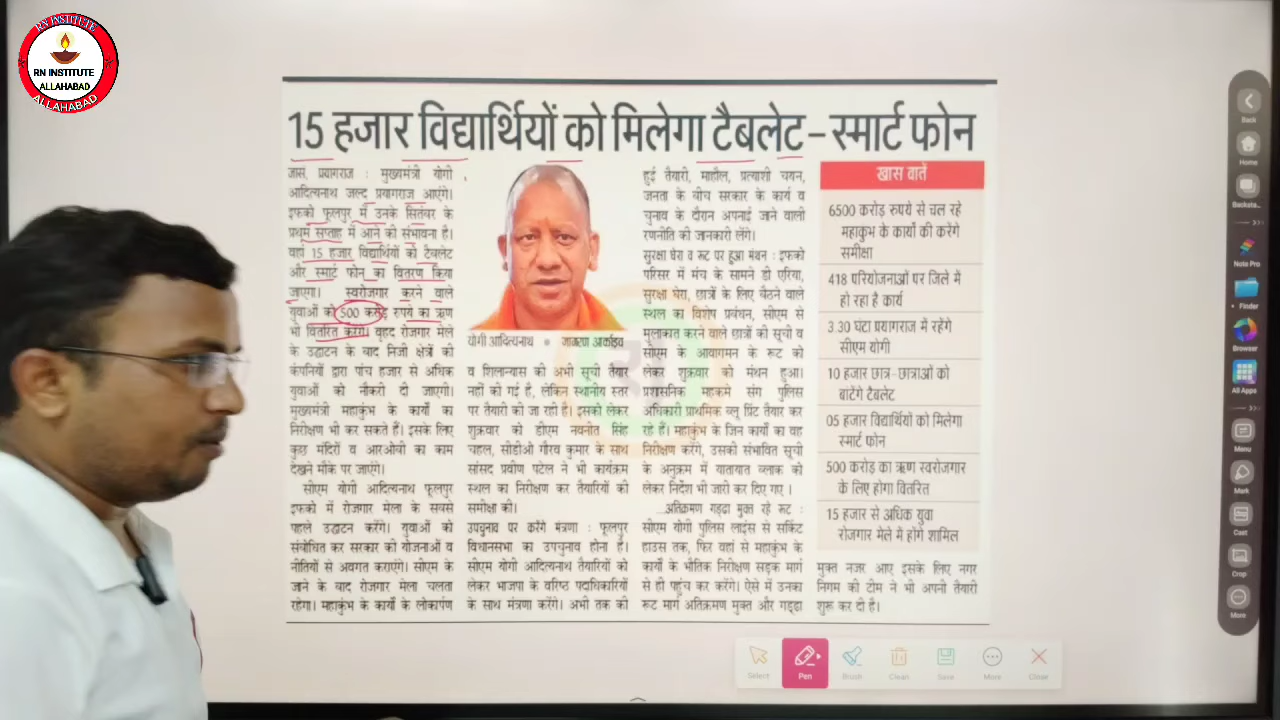 RN INSTITUTE
RN INSTITUTE
ALLAHABAD
ALLAHABAD
15 हजार विद्यार्थियों को मिलेगा टैबलेट-स्मार्ट फोन
जासं, प्रयागराज : मुख्यमंत्री योगी
आदित्यनाथ जल्द प्रयागराज आएंगे।
इफको फूलपुर में उनके सितंबर के
प्रथम सप्ताह में आने की संभावना है।
वहां 15 हजार विद्यार्थियों को टैबलेट
और स्मार्ट फोन का वितरण किया
जाएगा। स्वरोजगार करने वाले
युवाओं को 500 करोड़ रुपये का ऋण
भी वितरित करेंगे। वृहद रोजगार मेले
के उद्घाटन के बाद निजी क्षेत्रों की
कंपनियों द्वारा पांच हजार से अधिक
युवाओं को नौकरी दी जाएगी।
मुख्यमंत्री महाकुंभ के कार्यों का
निरीक्षण भी कर सकते हैं। इसके लिए
कुछ मंदिरों व आरओबी का काम
देखने मौके पर जाएंगे।
सीएम योगी आदित्यनाथ फूलपुर
इफको में रोजगार मेला के सबसे
पहले उद्घाटन करेंगे। युवाओं को
संबोधित कर सरकार की योजनाओं व
नीतियों से अवगत कराएंगे। सीएम के
जाने के बाद रोजगार मेला चलता
रहेगा। महाकुंभ के कार्यों के लोकार्पण
योगी आदित्यनाथ ● जागरण आर्काइव
व शिलान्यास की अभी सूची तैयार
नहीं की गई है, लेकिन स्थानीय स्तर
पर तैयारी की जा रही है। इसको लेकर
शुक्रवार को डीएम नवनीत सिंह
चहल, सीडीओ गौरव कुमार के साथ
सांसद प्रवीण पटेल ने भी कार्यक्रम
स्थल का निरीक्षण कर तैयारियों की
समीक्षा की।
उपचुनाव पर करेंगे मंत्रणा : फूलपुर
विधानसभा का उपचुनाव होना है।
सीएम योगी आदित्यनाथ तैयारियों को
लेकर भाजपा के वरिष्ठ पदाधिकारियों
के साथ मंत्रणा करेंगे। अभी तक की
हुई तैयारी, माहौल, प्रत्याशी चयन,
जनता के बीच सरकार के कार्य व
चुनाव के दौरान अपनाई जाने वाली
रणनीति की जानकारी लेंगे।
सुरक्षा घेरा व रूट पर हुआ मंथन : इफको
परिसर में मंच के सामने डी एरिया,
सुरक्षा घेरा, छात्रों के लिए बैठने वाले
स्थल का विशेष प्रबंधन, सीएम से
मुलाकात करने वाले छात्रों की सूची व
सीएम के आवागमन के रूट को
लेकर शुक्रवार को मंथन हुआ।
प्रशासनिक महकमे संग पुलिस
अधिकारी प्राथमिक ब्लू प्रिंट तैयार कर
रहे हैं। महाकुंभ के जिन कार्यों का वह
निरीक्षण करेंगे, उसकी संभावित सूची
के अनुक्रम में यातायात ब्लाक को
लेकर निर्देश भी जारी कर दिए गए ।
...अतिक्रमण गड्ढा मुक्त रहे रूट :
सीएम योगी पुलिस लाइंस से सर्किट
हाउस तक, फिर वहां से महाकुंभ के
कार्यों के भौतिक निरीक्षण सड़क मार्ग
से ही पहुंच कर करेंगे। ऐसे में उनका
रूट मार्ग अतिक्रमण मुक्त और गड्ढा
खास बातें
6500 करोड़ रुपये से चल रहे
महाकुंभ के कार्यों की करेंगे
समीक्षा
418 परियोजनाओं पर जिले में
हो रहा है कार्य
3.30 घंटा प्रयागराज में रहेंगे
सीएम योगी
10 हजार छात्र-छात्राओं को
बांटेंगे टैबलेट
05 हजार विद्यार्थियों को मिलेगा
स्मार्ट फोन
500 करोड़ का ऋण स्वरोजगार
के लिए होगा वितरित
15 हजार से अधिक युवा
रोजगार मेले में होंगे शामिल
मुक्त नजर आए इसके लिए नगर
निगम की टीम ने भी अपनी तैयारी
शुरू कर दी है।
Back
Home
Backsta...
Note Pro
Finder
Browser
All Apps
Menu
Mark
Cast
Crop
More
Select
Pen
Brush
Clean
Save
More
Close